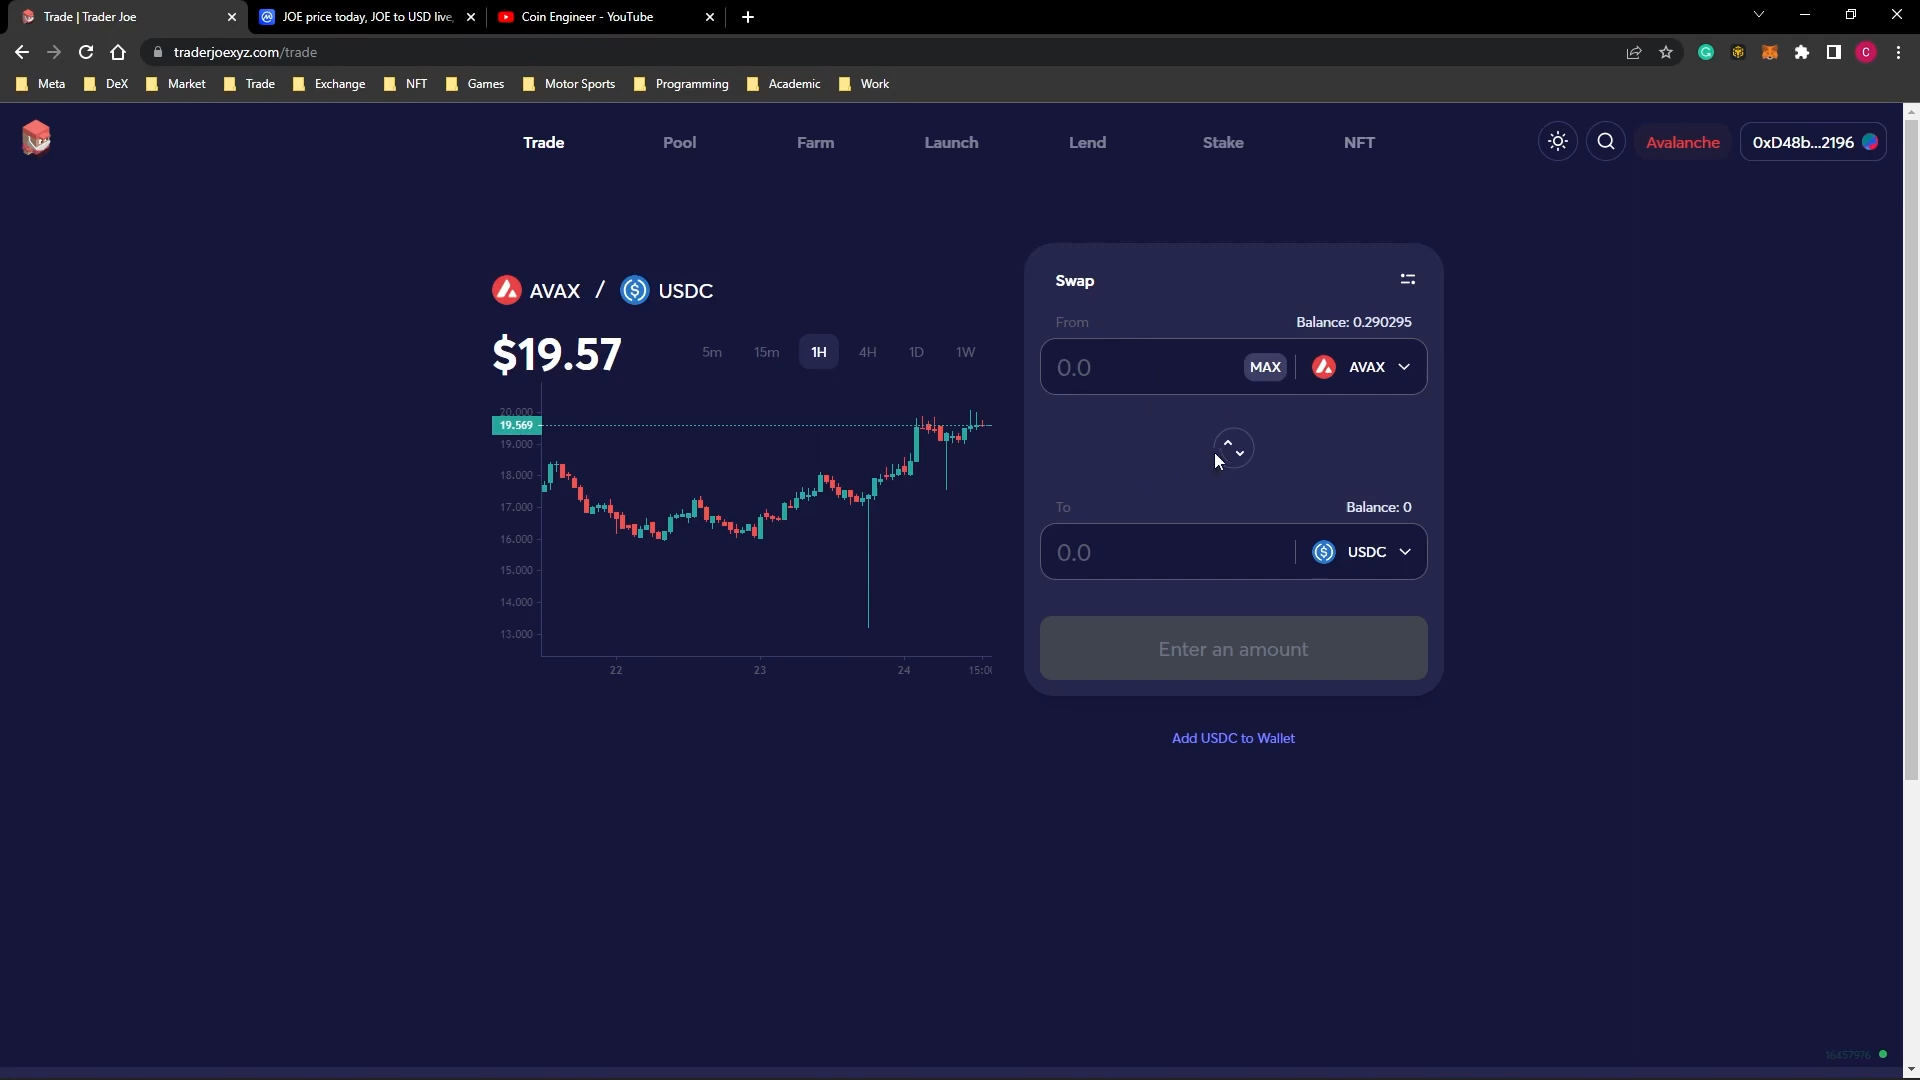 Trade | Trader Joe
JOE price today, JOE to USD live,
Coin Engineer - YouTube
traderjoexyz.com/trade
C
Meta DeX Market Trade Exchange NFT Games Motor Sports Programming Academic Work
Trade Pool Farm Launch Lend Stake NFT
Avalanche
0xD48b...2196
AVAX / USDC
$19.57
5m 15m 1H 4H 1D 1W
20.000
19.569
19.000
18.000
17.000
16.000
15.000
14.000
13.000
22 23 24 15:00
Swap
From Balance: 0.290295
0.0 MAX AVAX
To Balance: 0
0.0 USDC
Enter an amount
Add USDC to Wallet
16457976